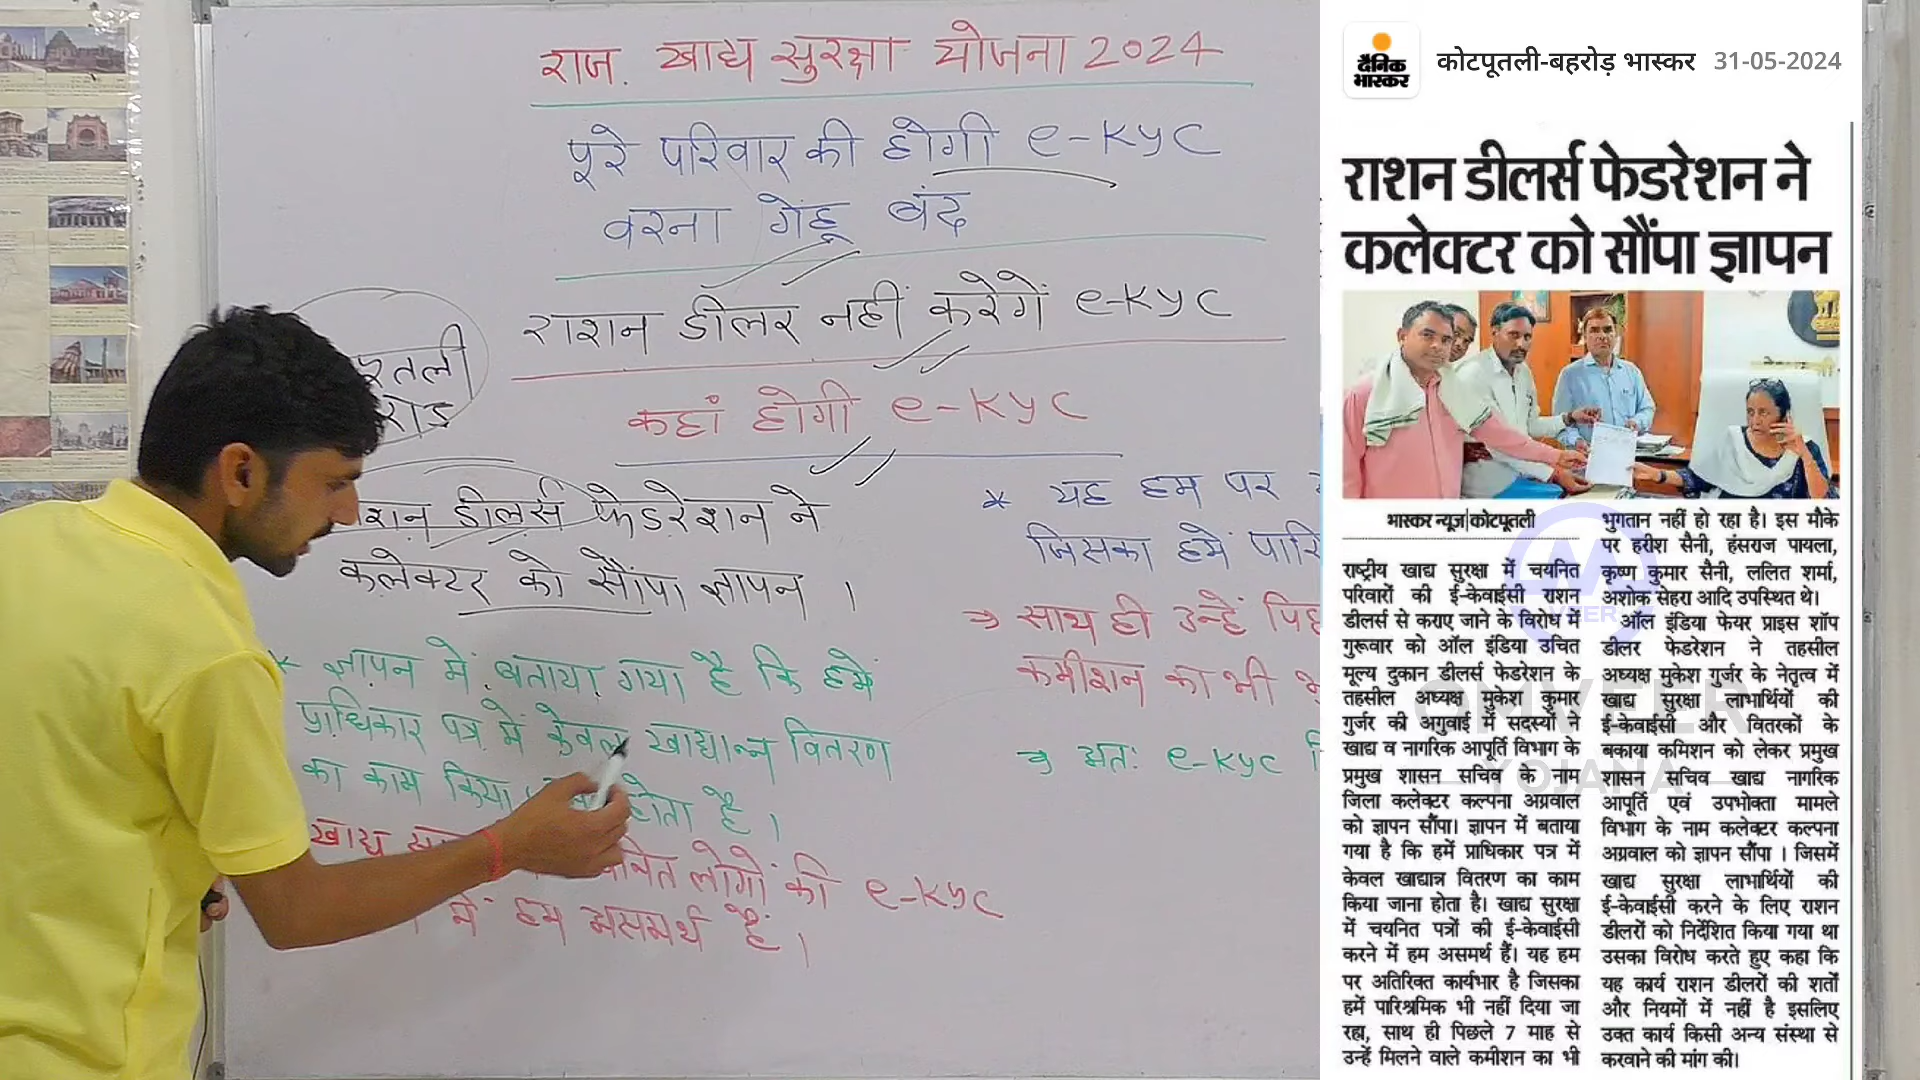 राज. खाद्य सुरक्षा योजना 2024
पूरे परिवार की होगी e-KYC
वरना गेंहू बंद
राशन डीलर नहीं करेगें e-KYC
कहां होगी e-KYC
राशन डीलर्स फेडरेशन ने
कलेक्टर को सौंपा ज्ञापन ।
* ज्ञापन में बताया गया है कि हमें
प्राधिकार पत्र में केवल खाद्यान्न वितरण
का काम किया होता है ।
खाद्य लोगों की e-KYC
में हम असमर्थ हैं ।
* यह हम पर
जिसका हमें
→ साथ ही उन्हें
कमीशन का भी
→ अतः e-KYC
दैनिक
भास्कर
कोटपूतली-बहरोड़ भास्कर 31-05-2024
राशन डीलर्स फेडरेशन ने
कलेक्टर को सौंपा ज्ञापन
भास्कर न्यूज|कोटपूतली
राष्ट्रीय खाद्य सुरक्षा में चयनित
परिवारों की ई-केवाईसी राशन
डीलर्स से कराए जाने के विरोध में
गुरूवार को ऑल इंडिया उचित
मूल्य दुकान डीलर्स फेडरेशन के
तहसील अध्यक्ष मुकेश कुमार
गुर्जर की अगुवाई में सदस्यों ने
खाद्य व नागरिक आपूर्ति विभाग के
प्रमुख शासन सचिव के नाम
जिला कलेक्टर कल्पना अग्रवाल
को ज्ञापन सौंपा। ज्ञापन में बताया
गया है कि हमें प्राधिकार पत्र में
केवल खाद्यान्न वितरण का काम
किया जाना होता है। खाद्य सुरक्षा
में चयनित पत्रों की ई-केवाईसी
करने में हम असमर्थ हैं। यह हम
पर अतिरिक्त कार्यभार है जिसका
हमें पारिश्रमिक भी नहीं दिया जा
रहा, साथ ही पिछले 7 माह से
उन्हें मिलने वाले कमीशन का भी
भुगतान नहीं हो रहा है। इस मौके
पर हरीश सैनी, हंसराज पायला,
कृष्ण कुमार सैनी, ललित शर्मा,
अशोक सेहरा आदि उपस्थित थे।
ऑल इंडिया फेयर प्राइस शॉप
डीलर फेडरेशन ने तहसील
अध्यक्ष मुकेश गुर्जर के नेतृत्व में
खाद्य सुरक्षा लाभार्थियों की
ई-केवाईसी और वितरकों के
बकाया कमिशन को लेकर प्रमुख
शासन सचिव खाद्य नागरिक
आपूर्ति एवं उपभोक्ता मामले
विभाग के नाम कलेक्टर कल्पना
अग्रवाल को ज्ञापन सौंपा । जिसमें
खाद्य सुरक्षा लाभार्थियों की
ई-केवाईसी करने के लिए राशन
डीलरों को निर्देशित किया गया था
उसका विरोध करते हुए कहा कि
यह कार्य राशन डीलरों की शर्तों
और नियमों में नहीं है इसलिए
उक्त कार्य किसी अन्य संस्था से
करवाने की मांग की।
OMVEER
YOJANA